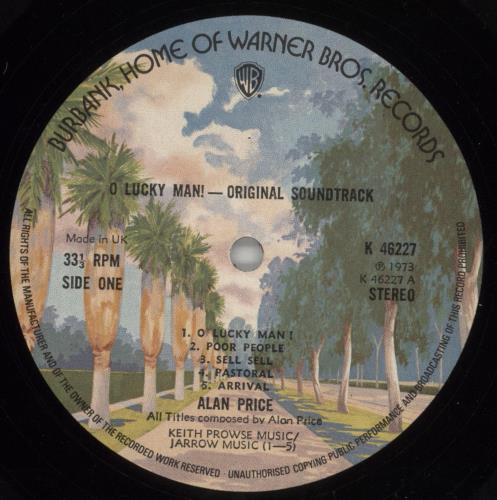 BURBANK, HOME OF WARNER BROS. RECORDS
WB
O LUCKY MAN! — ORIGINAL SOUNDTRACK
Made in UK
33⅓ RPM
SIDE ONE
K 46227
℗ 1973
K 46227 A
STEREO
1. O LUCKY MAN !
2. POOR PEOPLE
3. SELL SELL
4. PASTORAL
5. ARRIVAL
ALAN PRICE
All Titles composed by Alan Price
KEITH PROWSE MUSIC/
JARROW MUSIC (1—5)
ALL RIGHTS OF THE MANUFACTURER AND OF THE OWNER OF THE RECORDED WORK RESERVED · UNAUTHORISED COPYING PUBLIC PERFORMANCE AND BROADCASTING OF THIS RECORD PROHIBITED